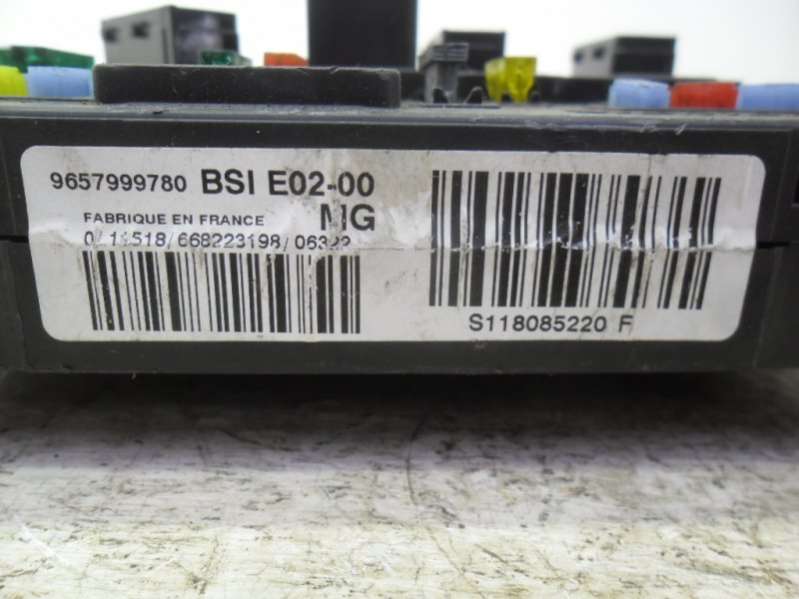 9657999780 BSI E02-00
MG
FABRIQUE EN FRANCE
/668223198/
S118085220 F